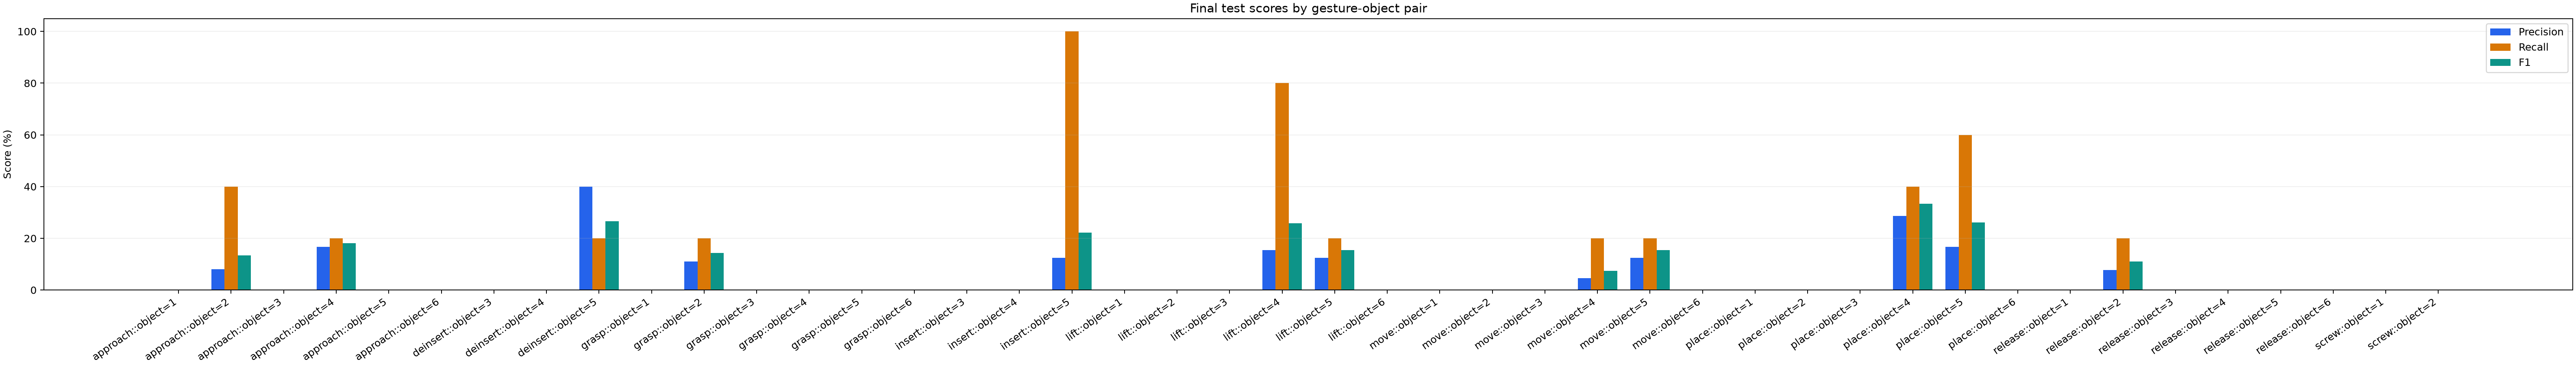 Final test scores by gesture-object pair
Precision
Recall
F1
Score (%)
100
80
60
40
20
0
approach::object=1
approach::object=2
approach::object=3
approach::object=4
approach::object=5
approach::object=6
deinsert::object=3
deinsert::object=4
deinsert::object=5
grasp::object=1
grasp::object=2
grasp::object=3
grasp::object=4
grasp::object=5
grasp::object=6
insert::object=3
insert::object=4
insert::object=5
lift::object=1
lift::object=2
lift::object=3
lift::object=4
lift::object=5
lift::object=6
move::object=1
move::object=2
move::object=3
move::object=4
move::object=5
move::object=6
place::object=1
place::object=2
place::object=3
place::object=4
place::object=5
place::object=6
release::object=1
release::object=2
release::object=3
release::object=4
release::object=5
release::object=6
screw::object=1
screw::object=2